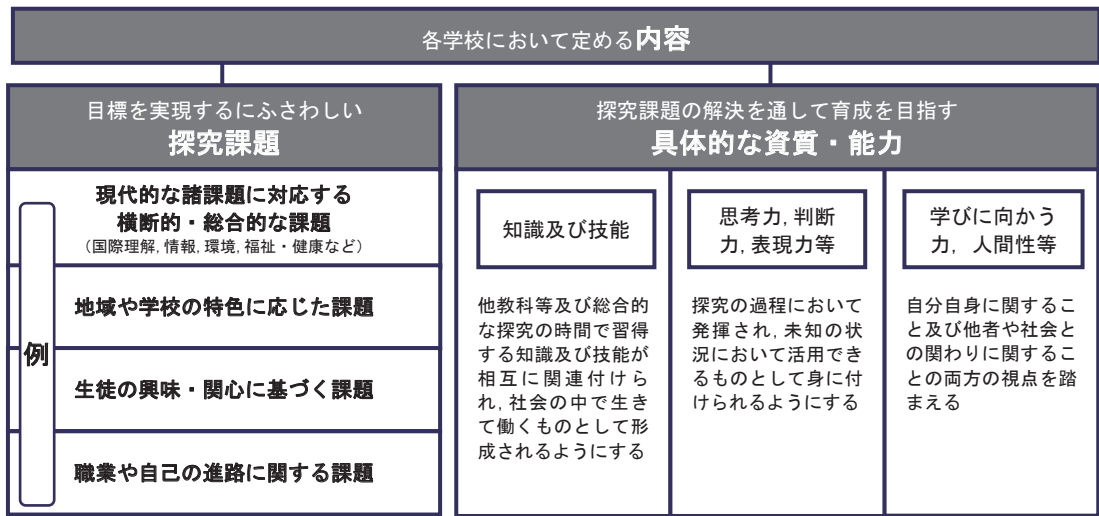 各学校において定める内容
目標を実現するにふさわしい
探究課題
例
現代的な諸課題に対応する
横断的・総合的な課題
（国際理解, 情報, 環境, 福祉・健康など）
地域や学校の特色に応じた課題
生徒の興味・関心に基づく課題
職業や自己の進路に関する課題
探究課題の解決を通して育成を目指す
具体的な資質・能力
知識及び技能
他教科等及び総合的
な探究の時間で習得
する知識及び技能が
相互に関連付けら
れ, 社会の中で生き
て働くものとして形
成されるようにする
思考力, 判断
力, 表現力等
探究の過程において
発揮され, 未知の状
況において活用でき
るものとして身に付
けられるようにする
学びに向かう
力, 人間性等
自分自身に関するこ
と及び他者や社会と
の関わりに関するこ
との両方の視点を踏
まえる